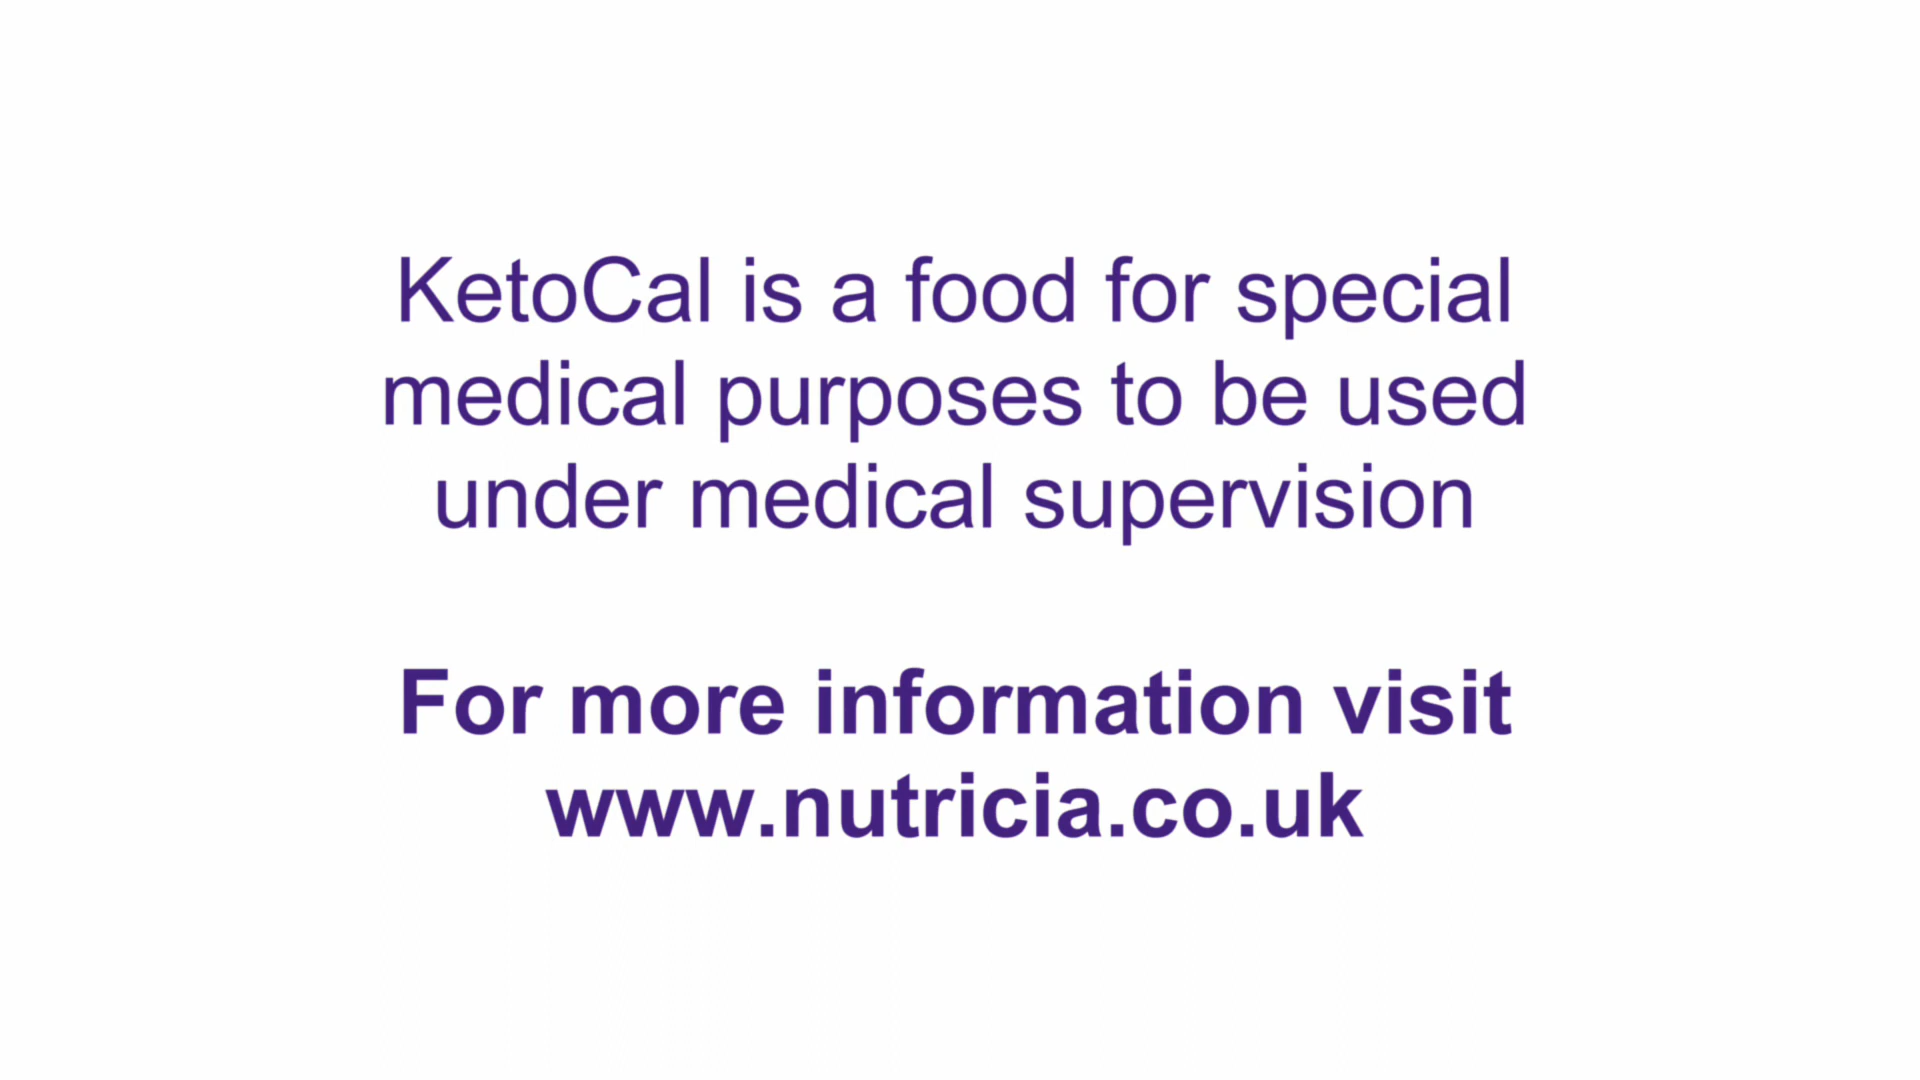 KetoCal is a food for special
medical purposes to be used
under medical supervision
For more information visit
www.nutricia.co.uk